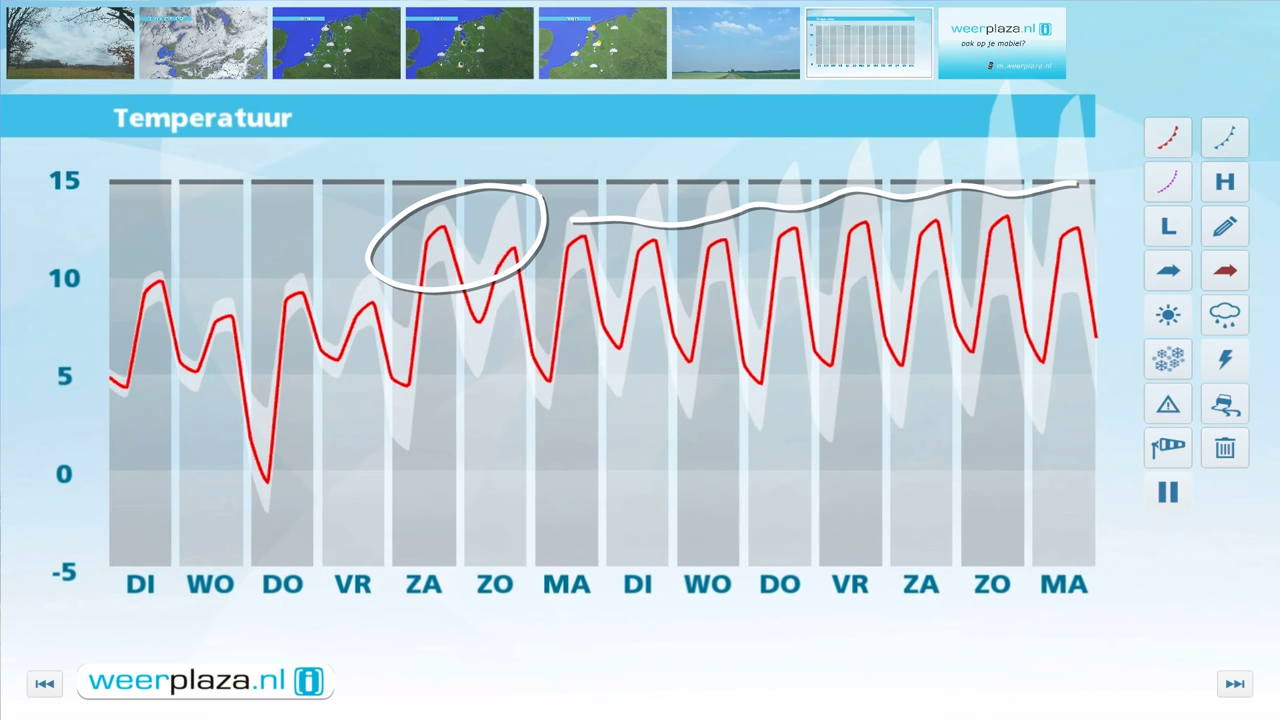 weerplaza.nl i
ook op je mobiel?
m.weerplaza.nl
Temperatuur
15
10
5
0
-5
DI WO DO VR ZA ZO MA DI WO DO VR ZA ZO MA
H
L
weerplaza.nl i